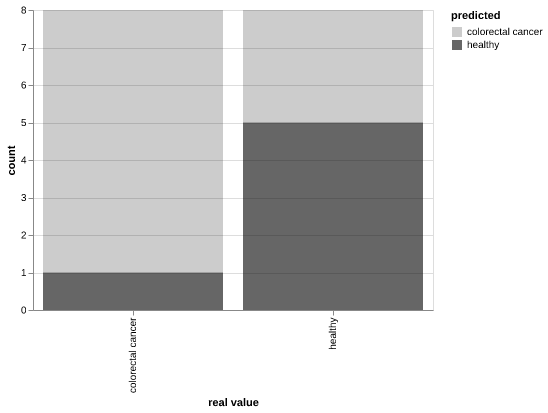 8
7
6
5
4
3
2
1
0
count
colorectal cancer
healthy
real value
predicted
colorectal cancer
healthy